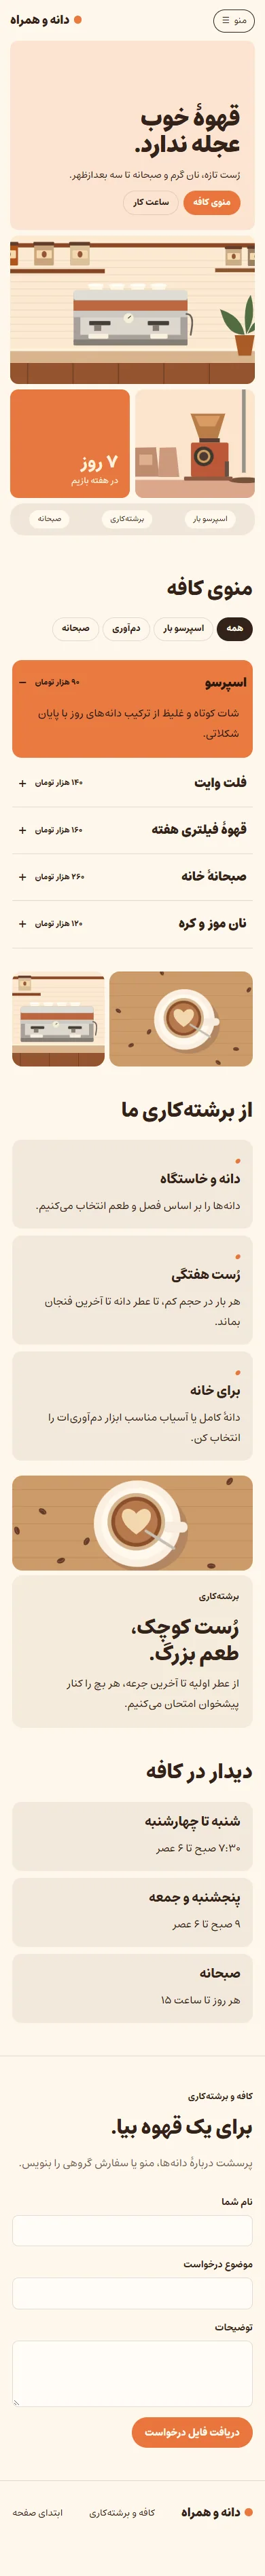 دانه و همراه
منو ☰
قهوهٔ خوب
عجله ندارد.
رُست تازه، نان گرم و صبحانه تا سه بعدازظهر.
منوی کافه
ساعت کار
۷ روز
در هفته بازیم
اسپرسو بار
برشته‌کاری
صبحانه
منوی کافه
همه
اسپرسو بار
دم‌آوری
صبحانه
اسپرسو
۹۰ هزار تومان −
شات کوتاه و غلیظ از ترکیب دانه‌های روز با پایان
شکلاتی.
فلت وایت
۱۴۰ هزار تومان +
قهوهٔ فیلتری هفته
۱۶۰ هزار تومان +
صبحانهٔ خانه
۲۶۰ هزار تومان +
نان موز و کره
۱۲۰ هزار تومان +
از برشته‌کاری ما
دانه و خاستگاه
دانه‌ها را بر اساس فصل و طعم انتخاب می‌کنیم.
رُست هفتگی
هر بار در حجم کم، تا عطر دانه تا آخرین فنجان
بماند.
برای خانه
دانهٔ کامل یا آسیاب مناسب ابزار دم‌آوری‌ات را
انتخاب کن.
برشته‌کاری
رُست کوچک،
طعم بزرگ.
از عطر اولیه تا آخرین جرعه، هر بچ را کنار
پیشخوان امتحان می‌کنیم.
دیدار در کافه
شنبه تا چهارشنبه
۷:۳۰ صبح تا ۶ عصر
پنجشنبه و جمعه
۹ صبح تا ۶ عصر
صبحانه
هر روز تا ساعت ۱۵
کافه و برشته‌کاری
برای یک قهوه بیا.
پرسشت دربارهٔ دانه‌ها، منو یا سفارش گروهی را بنویس.
نام شما
موضوع درخواست
توضیحات
دریافت فایل درخواست
دانه و همراه
کافه و برشته‌کاری
ابتدای صفحه